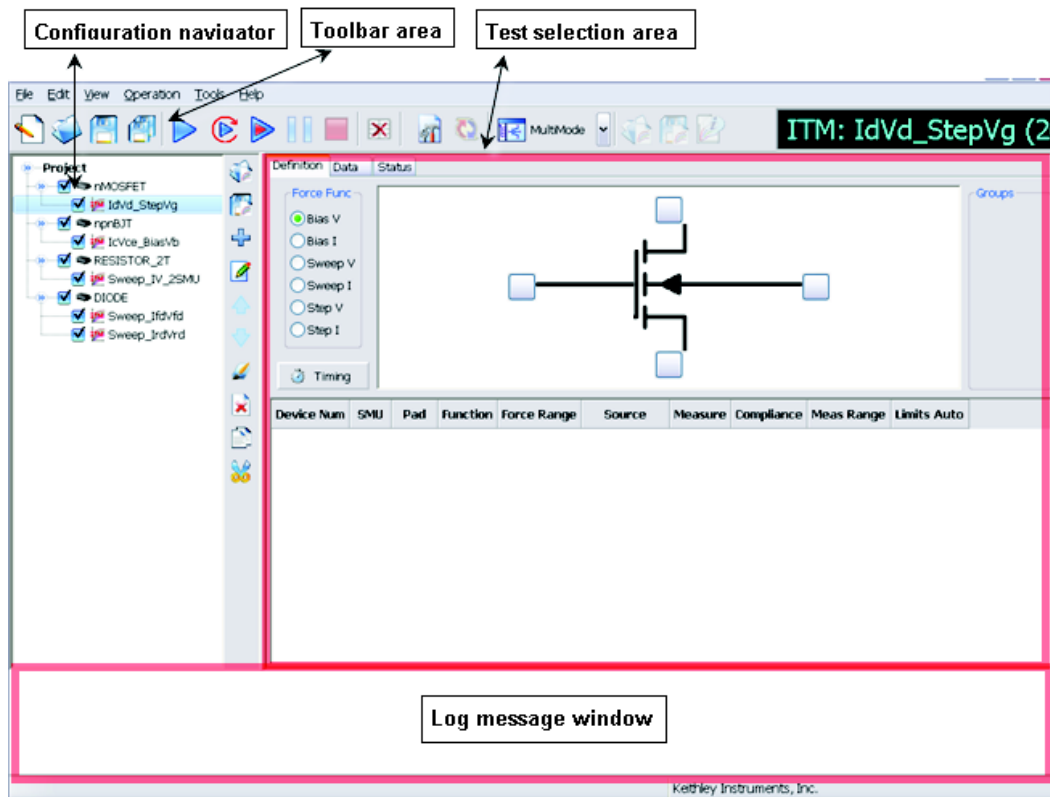 Configuration navigator
Toolbar area
Test selection area
File Edit View Operation Tools Help
MultiMode
ITM: IdVd_StepVg (2
Project
nMOSFET
IdVd_StepVg
npnBJT
IcVce_BiasVb
RESISTOR_2T
Sweep_IV_2SMU
DIODE
Sweep_IfdVfd
Sweep_IrdVrd
Definition Data Status
Force Func
Bias V
Bias I
Sweep V
Sweep I
Step V
Step I
Timing
Groups
Device Num SMU Pad Function Force Range Source Measure Compliance Meas Range Limits Auto
Log message window
Keithley Instruments, Inc.